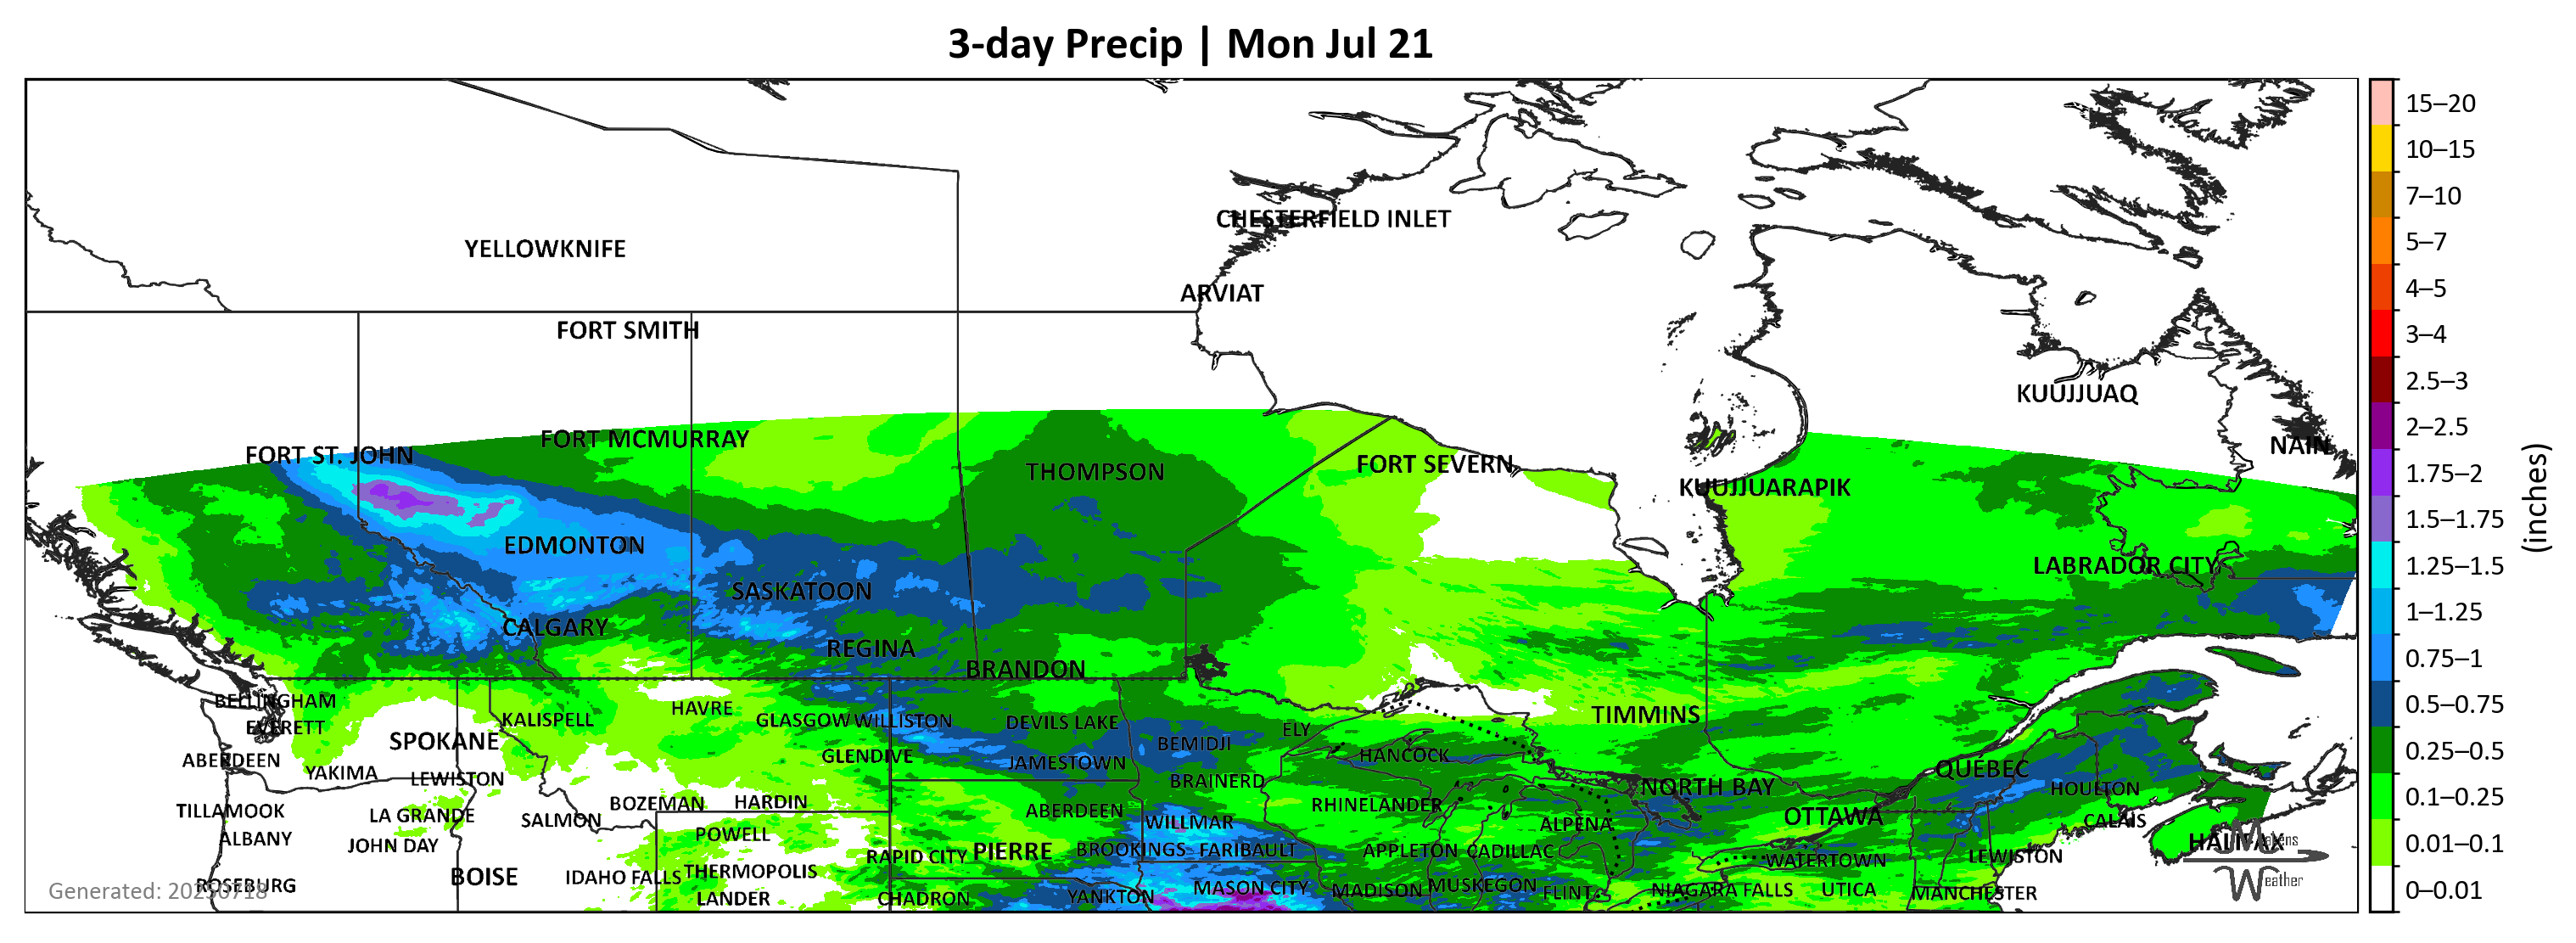 3-day Precip | Mon Jul 21
CHESTERFIELD INLET
YELLOWKNIFE
ARVIAT
FORT SMITH
KUUJJUAQ
FORT MCMURRAY
NAIN
FORT ST. JOHN
THOMPSON
FORT SEVERN
KUUJJUARAPIK
EDMONTON
LABRADOR CITY
SASKATOON
CALGARY
REGINA
BRANDON
BELLINGHAM
HAVRE
KALISPELL
GLASGOW
WILLISTON
DEVILS LAKE
TIMMINS
EVERETT
ELY
SPOKANE
BEMIDJI
GLENDIVE
HANCOCK
ABERDEEN
JAMESTOWN
QUÉBEC
YAKIMA
LEWISTON
BRAINERD
NORTH BAY
HOULTON
BOZEMAN
HARDIN
RHINELANDER
TILLAMOOK
LA GRANDE
SALMON
ABERDEEN
WILLMAR
ALPENA
OTTAWA
CALAIS
ALBANY
JOHN DAY
POWELL
HALIFAX
RAPID CITY
PIERRE
BROOKINGS
FARIBAULT
APPLETON
CADILLAC
WATERTOWN
LEWISTON
BOISE
IDAHO FALLS
THERMOPOLIS
ROSEBURG
LANDER
CHADRON
YANKTON
MASON CITY
MADISON
MUSKEGON
FLINT
NIAGARA FALLS
UTICA
MANCHESTER
Generated: 20250718
Weather
15–20
10–15
7–10
5–7
4–5
3–4
2.5–3
2–2.5
1.75–2
1.5–1.75
1.25–1.5
1–1.25
0.75–1
0.5–0.75
0.25–0.5
0.1–0.25
0.01–0.1
0–0.01
(inches)